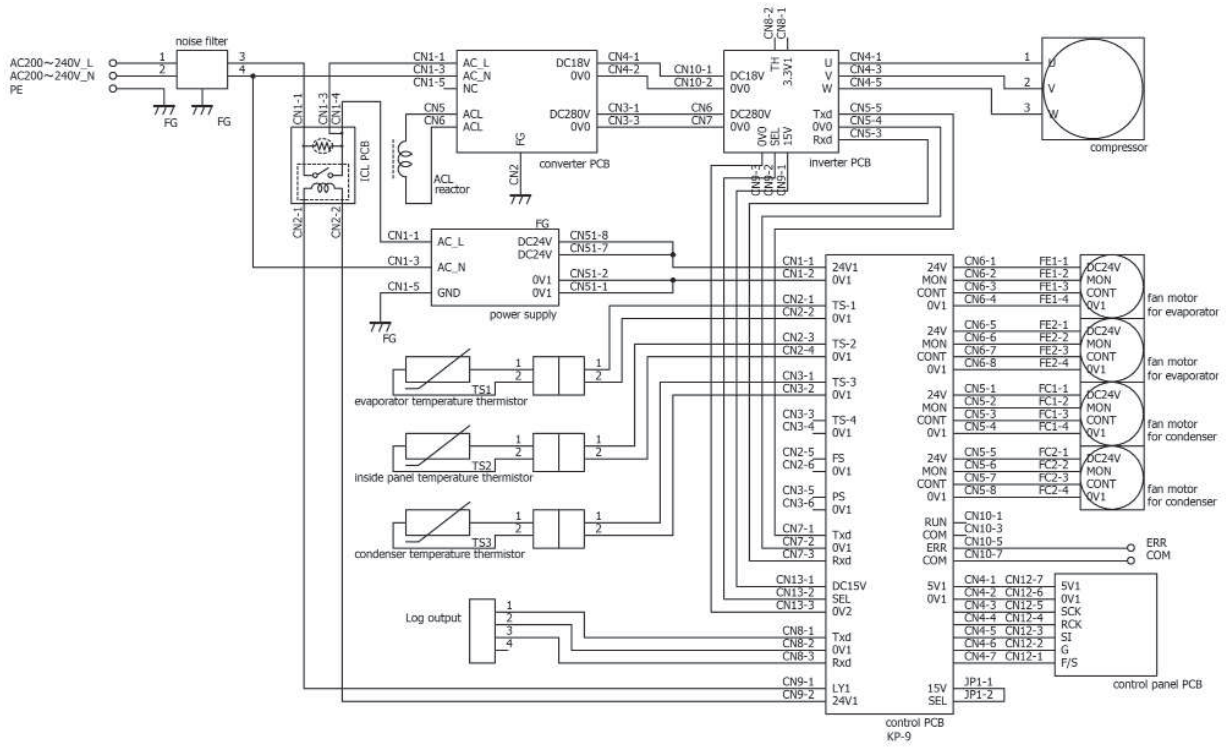 noise filter
AC200～240V_L
AC200～240V_N
PE
1
2
3
4
FG
FG
CN1-1
CN1-3
CN1-4
ICL PCB
CN2-1
CN2-2
CN1-1
CN1-3
CN1-5
CN5
CN6
AC_L
AC_N
NC
ACL
ACL
FG
CN2
DC18V
0V0
DC280V
0V0
converter PCB
ACL
reactor
CN4-1
CN4-2
CN3-1
CN3-3
CN10-1
CN10-2
CN6
CN7
CN8-2
CN8-1
TH
3.3V1
DC18V
0V0
DC280V
0V0
0V0
SEL
15V
CN9-3
CN9-2
CN9-1
U
V
W
Txd
0V0
Rxd
inverter PCB
CN4-1
CN4-3
CN4-5
CN5-5
CN5-4
CN5-3
1
2
3
U
V
W
compressor
FG
CN1-1
CN1-3
CN1-5
AC_L
AC_N
GND
DC24V
DC24V
0V1
0V1
CN51-8
CN51-7
CN51-2
CN51-1
power supply
FG
TS1
1
2
1
2
evaporator temperature thermistor
TS2
1
2
1
2
inside panel temperature thermistor
TS3
1
2
1
2
condenser temperature thermistor
Log output
1
2
3
4
CN1-1 24V1
CN1-2 0V1
CN2-1 TS-1
CN2-2 0V1
CN2-3 TS-2
CN2-4 0V1
CN3-1 TS-3
CN3-2 0V1
CN3-3 TS-4
CN3-4 0V1
CN2-5 FS
CN2-6 0V1
CN3-5 PS
CN3-6 0V1
CN7-1 Txd
CN7-2 0V1
CN7-3 Rxd
CN13-1 DC15V
CN13-2 SEL
CN13-3 0V2
CN8-1 Txd
CN8-2 0V1
CN8-3 Rxd
CN9-1 LY1
CN9-2 24V1
24V CN6-1 FE1-1 DC24V
MON CN6-2 FE1-2 MON
CONT CN6-3 FE1-3 CONT
0V1 CN6-4 FE1-4 0V1
fan motor
for evaporator
24V CN6-5 FE2-1 DC24V
MON CN6-6 FE2-2 MON
CONT CN6-7 FE2-3 CONT
0V1 CN6-8 FE2-4 0V1
fan motor
for evaporator
24V CN5-1 FC1-1 DC24V
MON CN5-2 FC1-2 MON
CONT CN5-3 FC1-3 CONT
0V1 CN5-4 FC1-4 0V1
fan motor
for condenser
24V CN5-5 FC2-1 DC24V
MON CN5-6 FC2-2 MON
CONT CN5-7 FC2-3 CONT
0V1 CN5-8 FC2-4 0V1
fan motor
for condenser
RUN CN10-1
COM CN10-3
ERR CN10-5 ERR
COM CN10-7 COM
5V1 CN4-1 CN12-7 5V1
0V1 CN4-2 CN12-6 0V1
CN4-3 CN12-5 SCK
CN4-4 CN12-4 RCK
CN4-5 CN12-3 SI
CN4-6 CN12-2 G
CN4-7 CN12-1 F/S
control panel PCB
15V JP1-1
SEL JP1-2
control PCB
KP-9